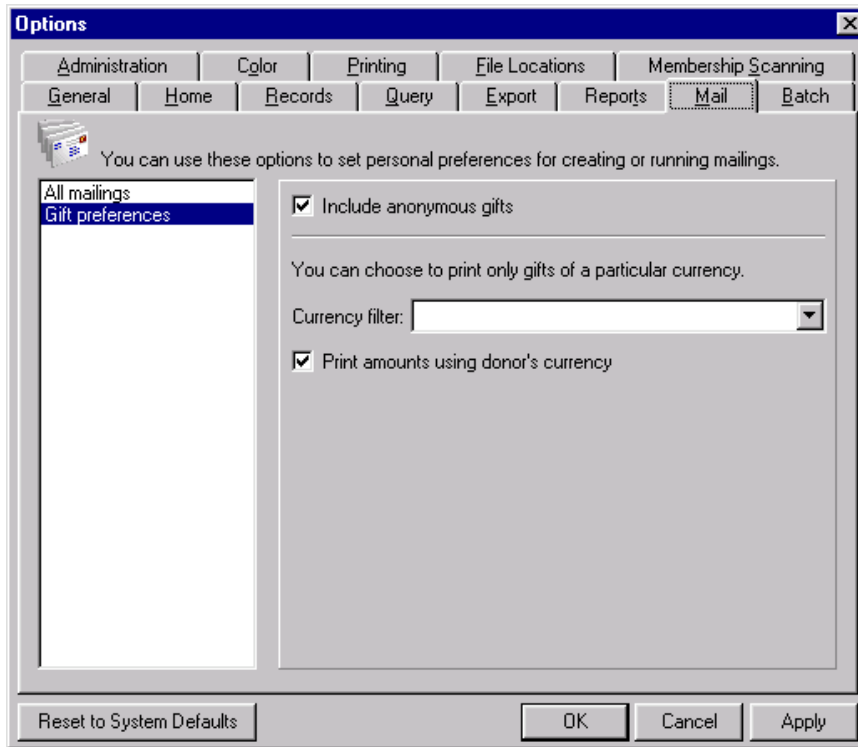 Options
Administration Color Printing File Locations Membership Scanning
General Home Records Query Export Reports Mail Batch
You can use these options to set personal preferences for creating or running mailings.
All mailings
Gift preferences
Include anonymous gifts
You can choose to print only gifts of a particular currency.
Currency filter:
Print amounts using donor's currency
Reset to System Defaults OK Cancel Apply